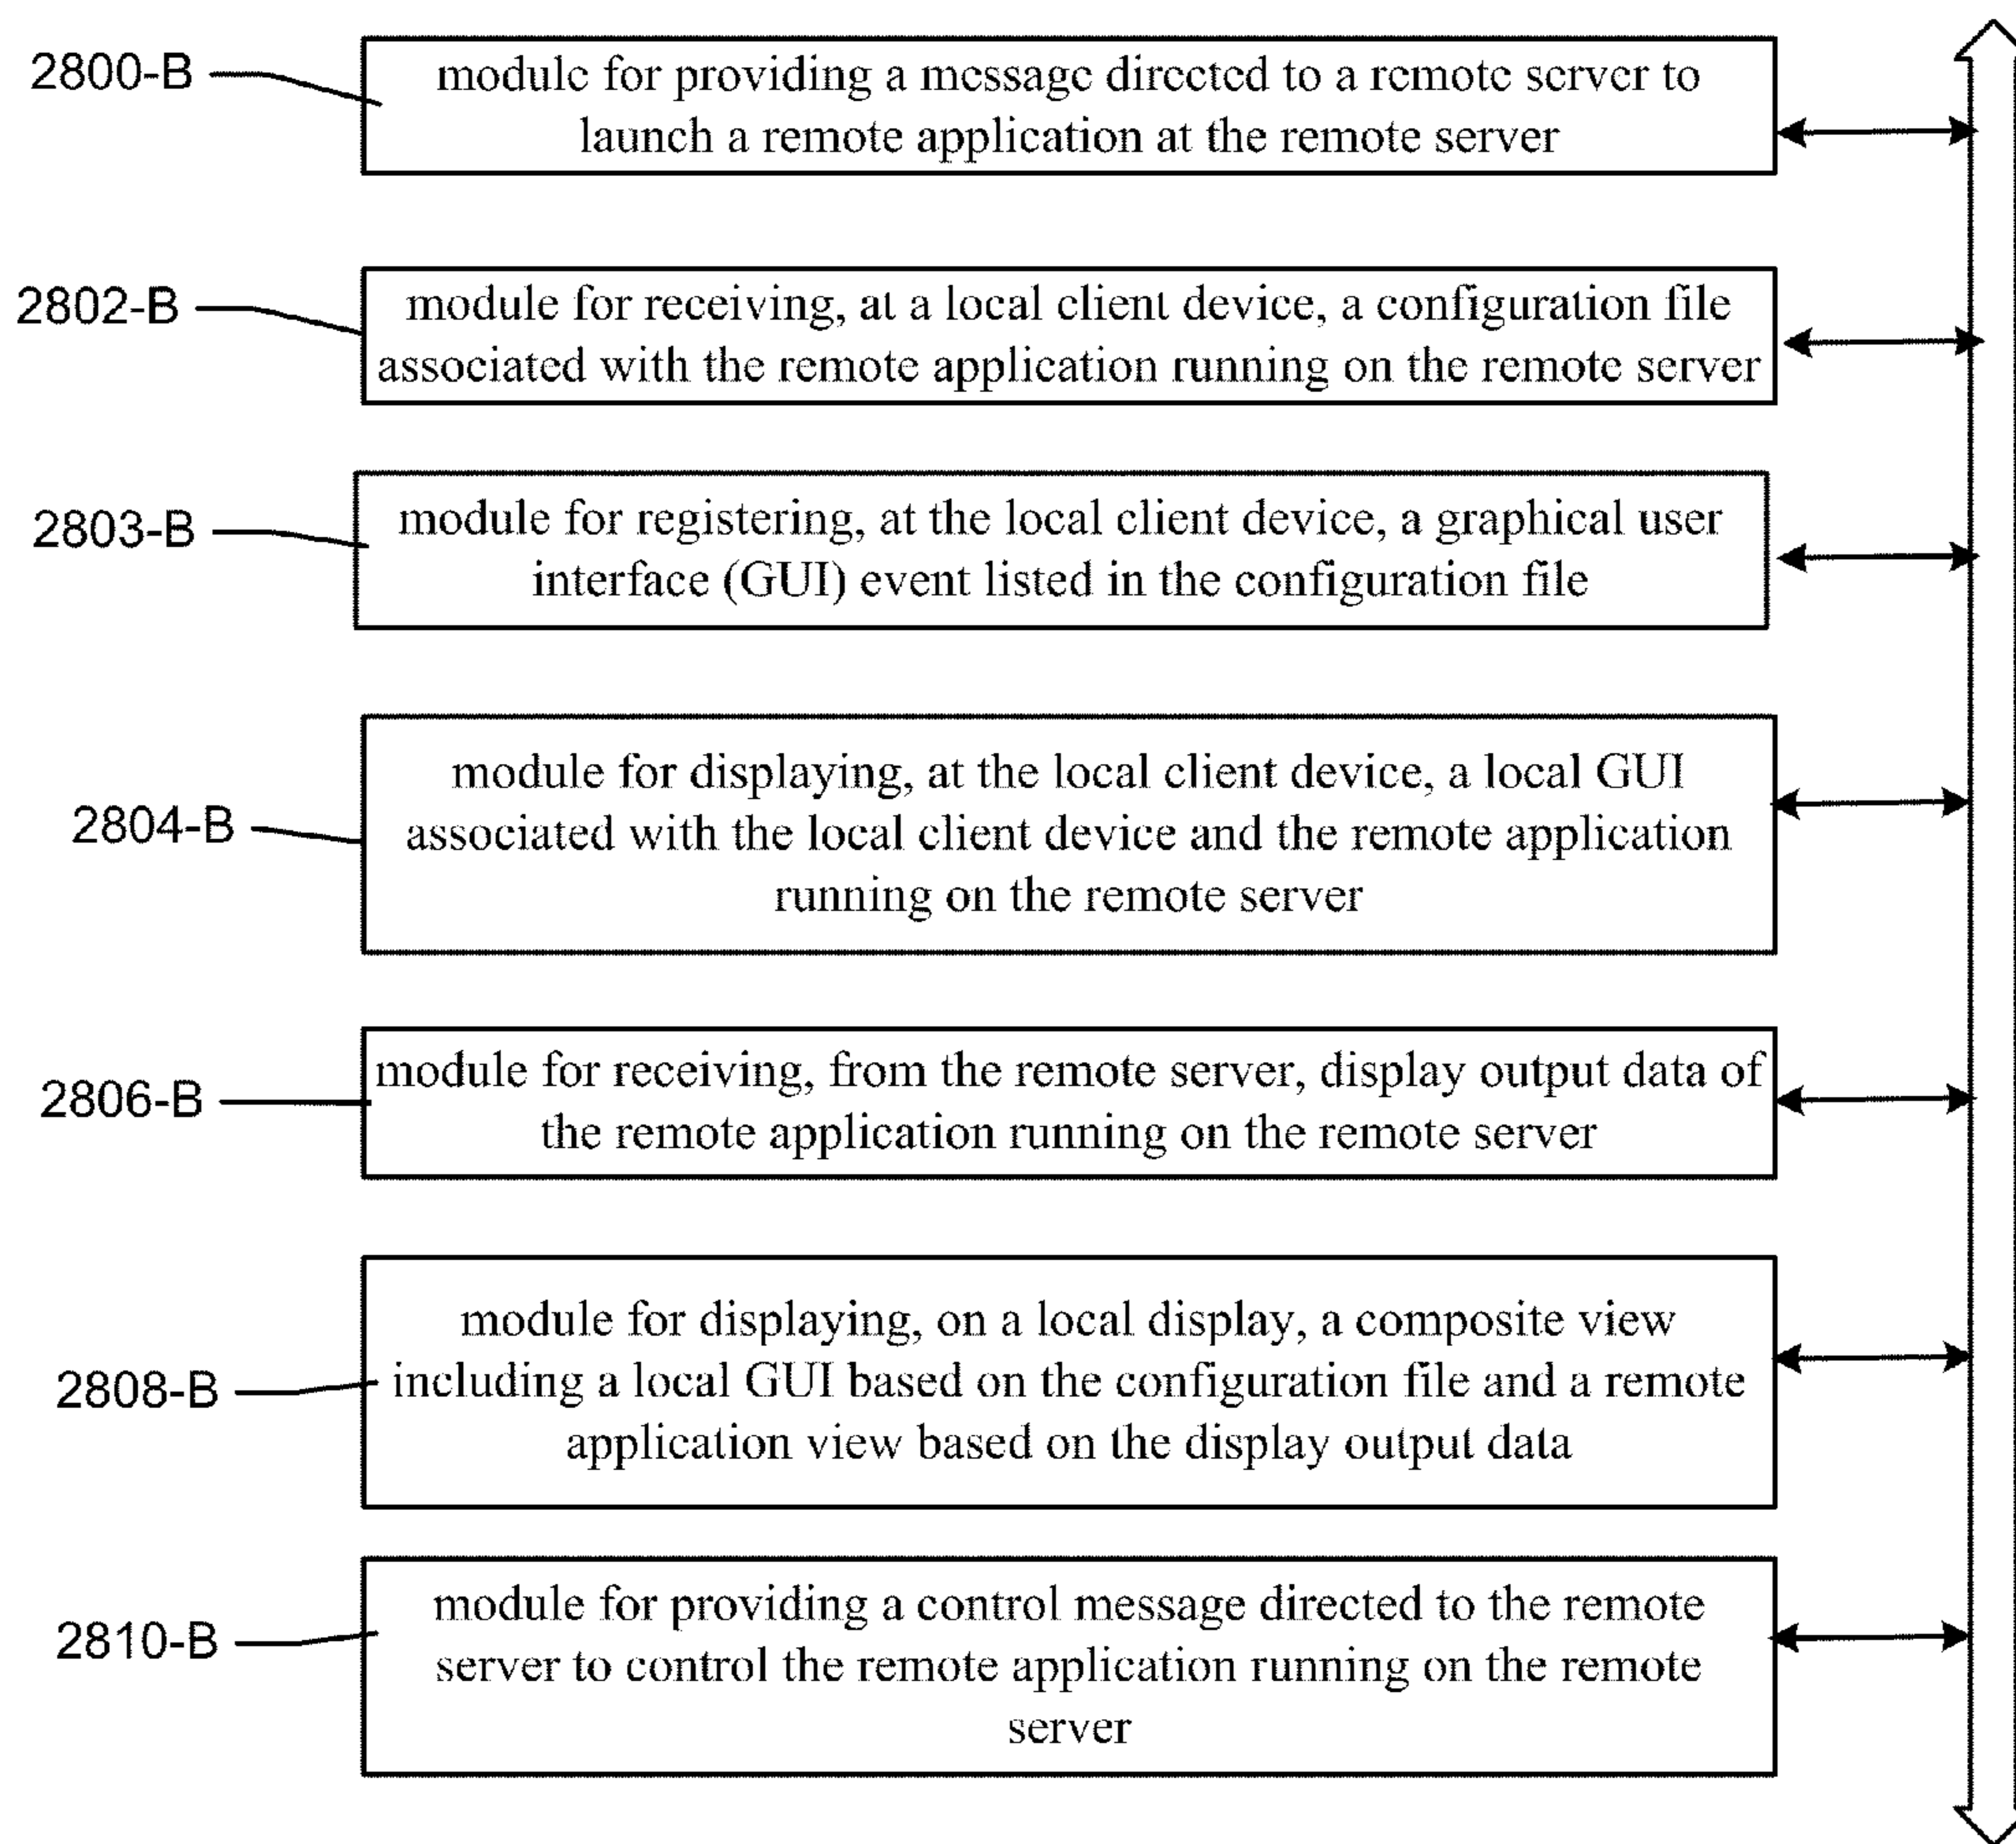 2800-B
module for providing a message directed to a remote server to
launch a remote application at the remote server
2802-B
module for receiving, at a local client device, a configuration file
associated with the remote application running on the remote server
2803-B
module for registering, at the local client device, a graphical user
interface (GUI) event listed in the configuration file
2804-B
module for displaying, at the local client device, a local GUI
associated with the local client device and the remote application
running on the remote server
2806-B
module for receiving, from the remote server, display output data of
the remote application running on the remote server
2808-B
module for displaying, on a local display, a composite view
including a local GUI based on the configuration file and a remote
application view based on the display output data
2810-B
module for providing a control message directed to the remote
server to control the remote application running on the remote
server